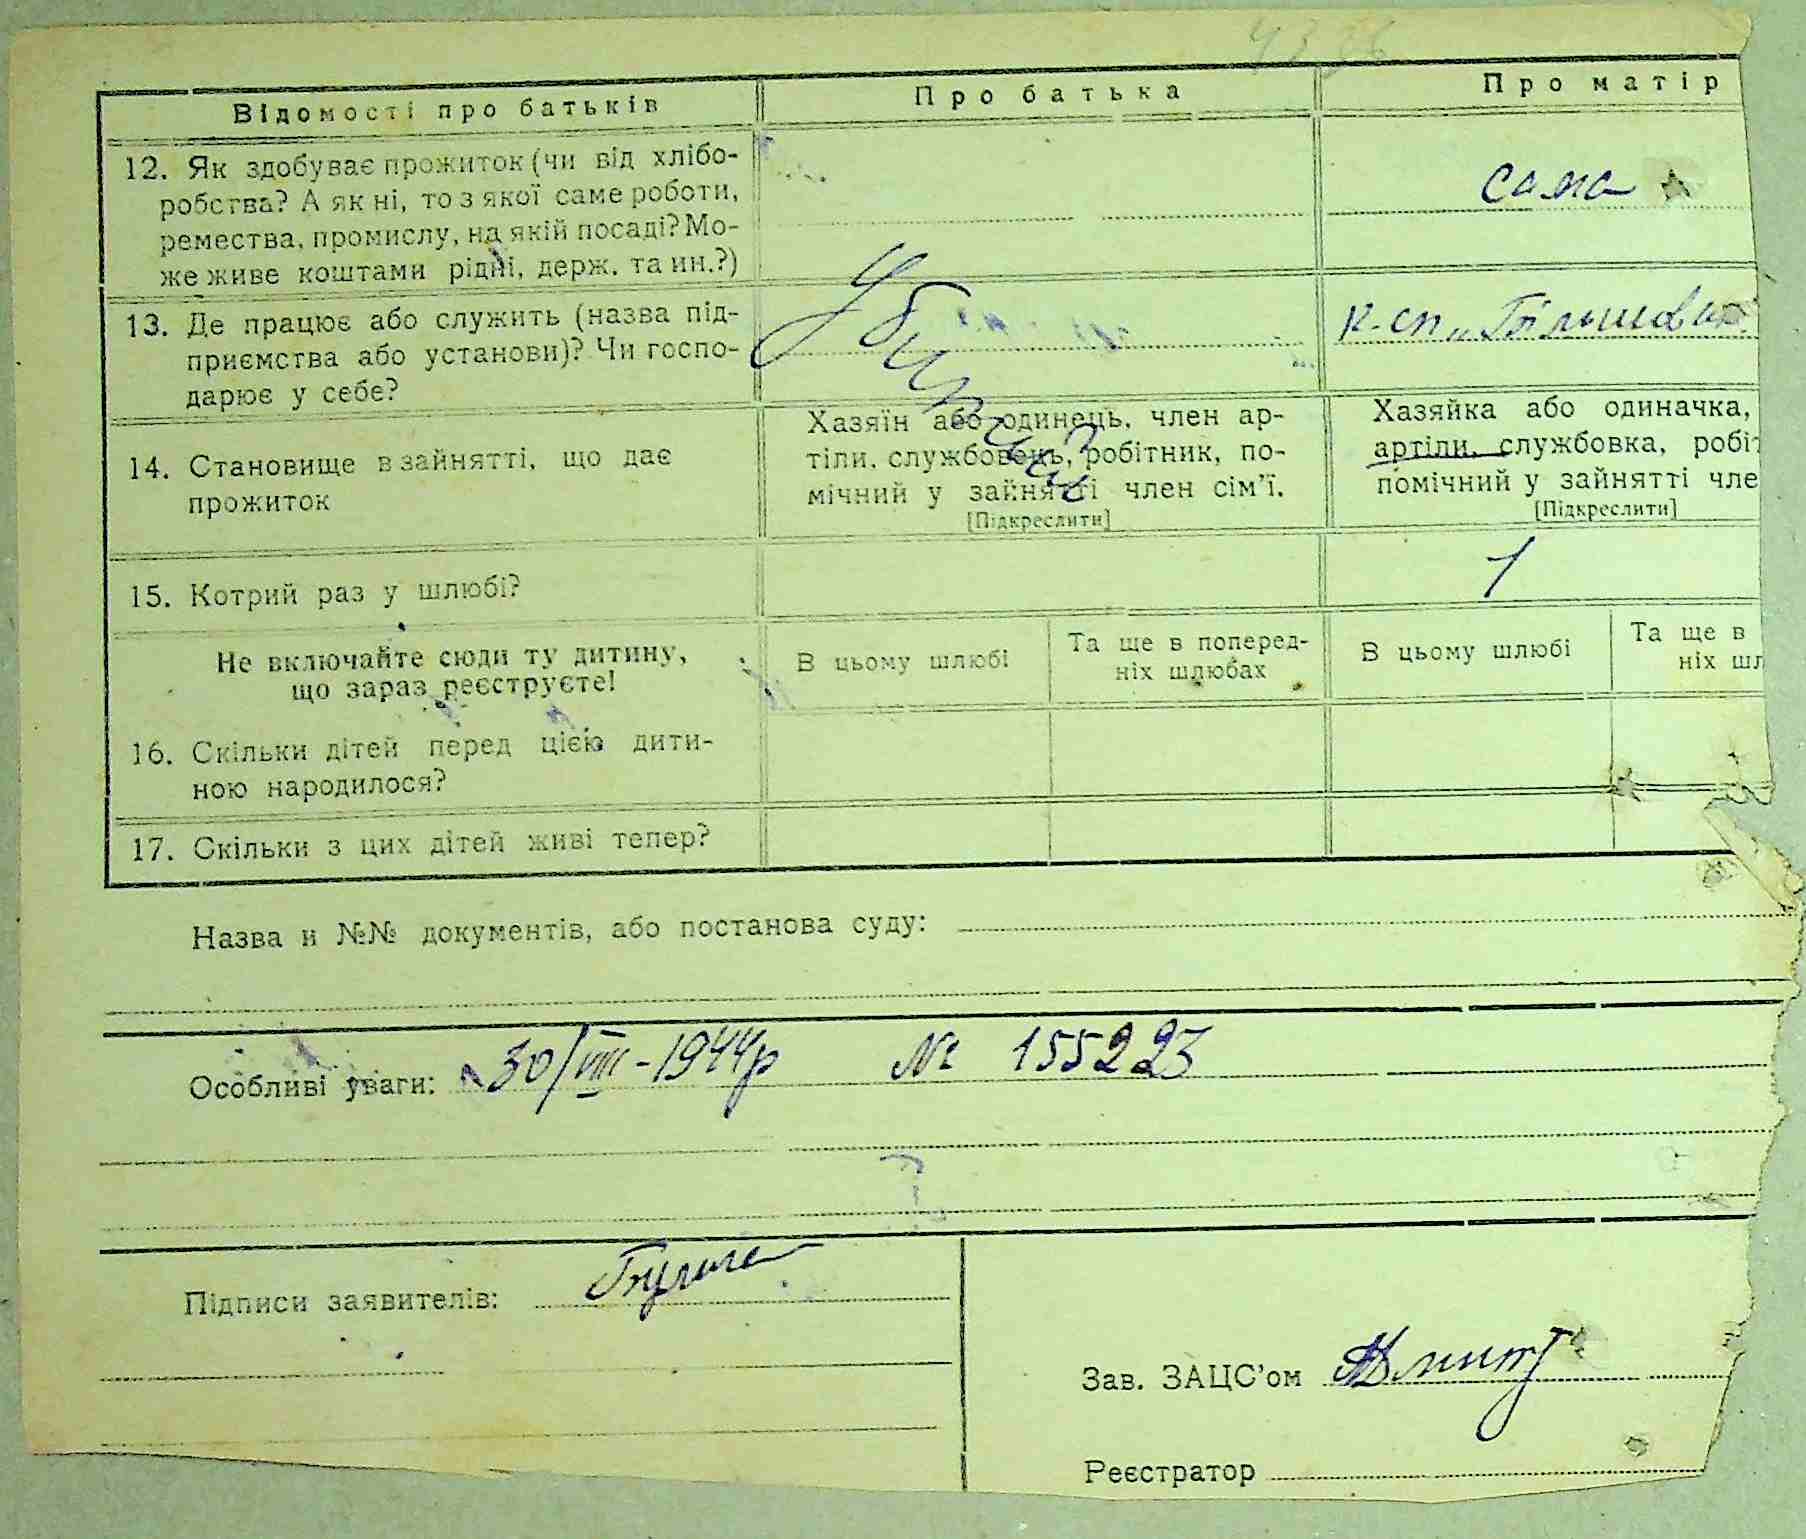 Відомості про батьків Про батька Про матір
12. Як здобуває прожиток (чи від хлібо-
робства? А як ні, то з якої саме роботи,
ремества, промислу, на якій посаді? Мо-
же живе коштами рідні, держ. та ин.?)
сама
13. Де працює або служить (назва під-
приємства або установи)? Чи госпо-
дарює у себе?
Убитий
к-сп „Більшовик"
14. Становище в зайнятті, що дає
прожиток
Хазяїн або одинець, член ар-
тіли, службовець, робітник, по-
мічний у зайнятті член сім'ї.
[Підкреслити]
Хазяйка або одиначка,
артіли, службовка, робіт
помічний у зайнятті чле
[Підкреслити]
15. Котрий раз у шлюбі? 1
Не включайте сюди ту дитину,
що зараз реєструєте!
В цьому шлюбі
Та ще в поперед-
ніх шлюбах
В цьому шлюбі
Та ще в
ніх шл
16. Скільки дітей перед цією дити-
ною народилося?
17. Скільки з цих дітей живі тепер?
Назва и №№ документів, або постанова суду:
Особливі уваги: 30/VIII-1944р № 155223
Підписи заявителів:
Зав. ЗАЦС'ом
Реєстратор